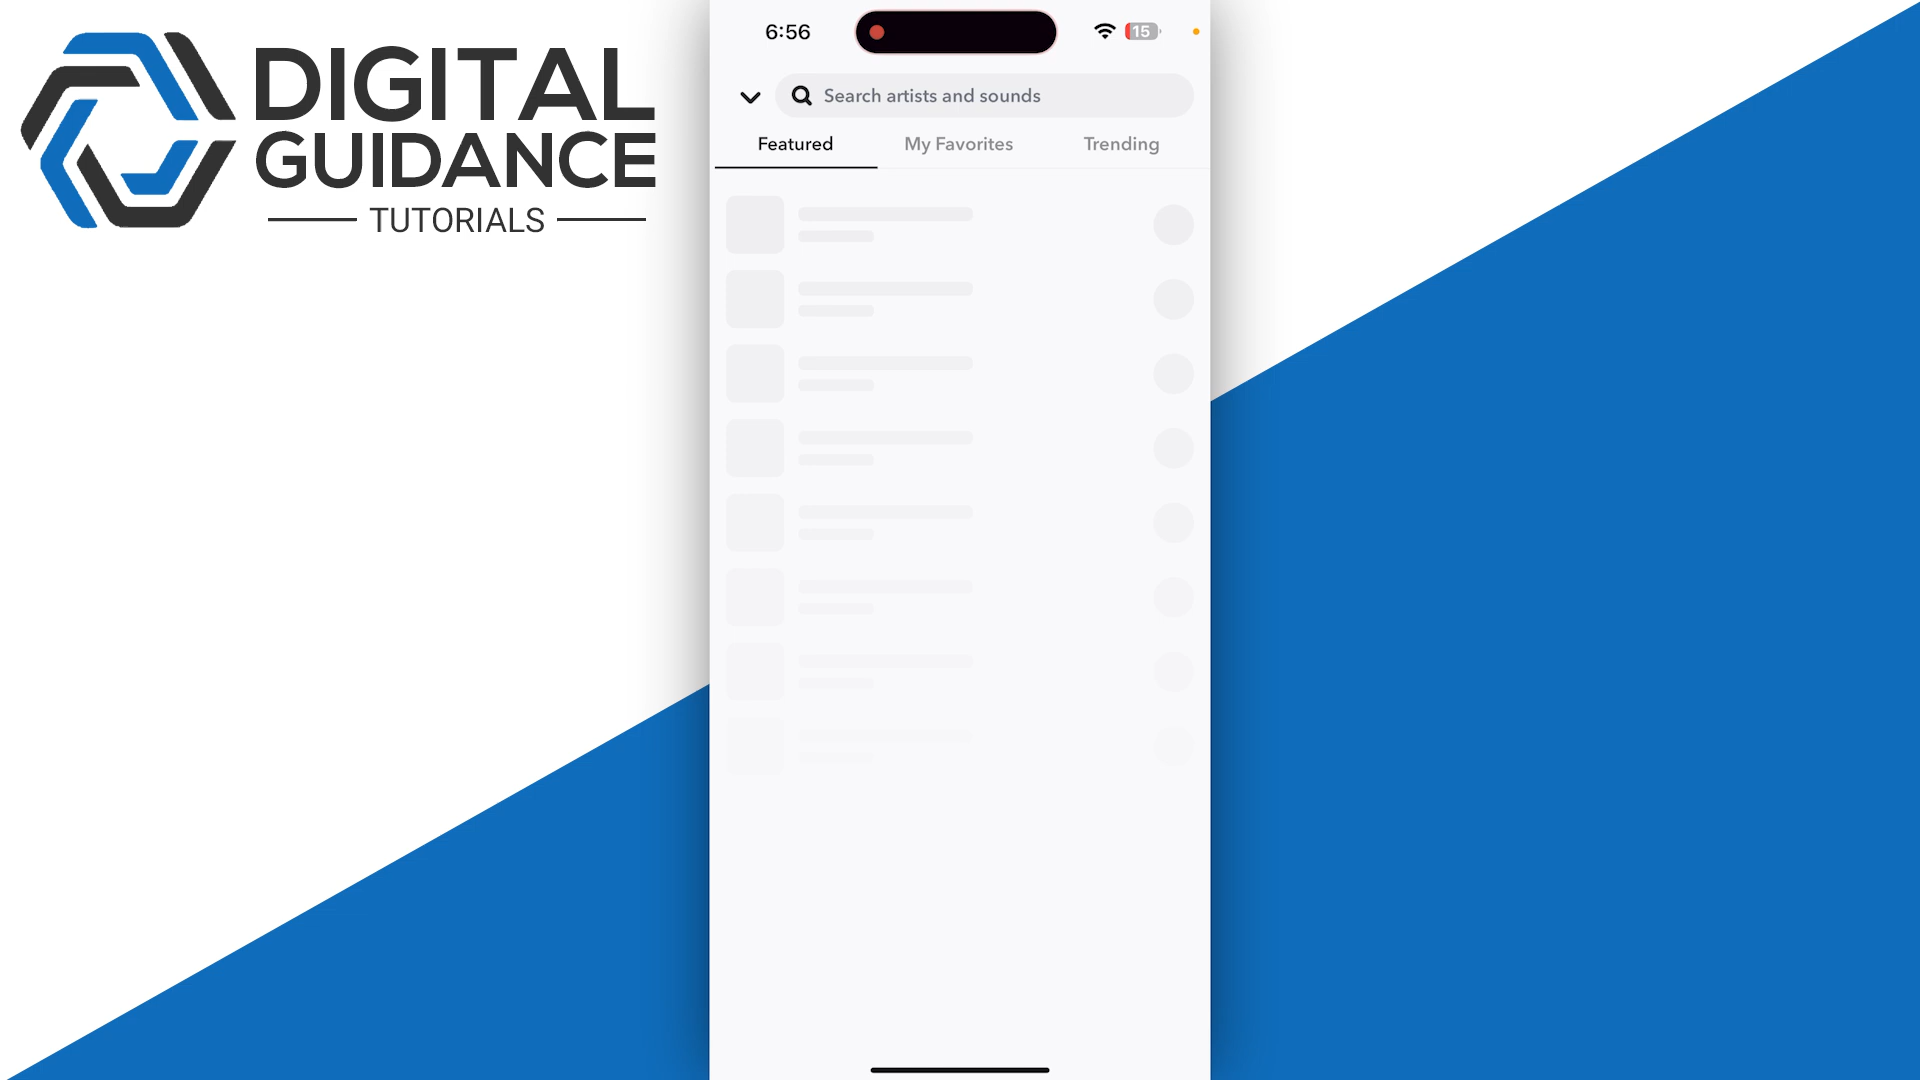 DIGITAL
GUIDANCE
TUTORIALS
6:56
15
Search artists and sounds
Featured
My Favorites
Trending